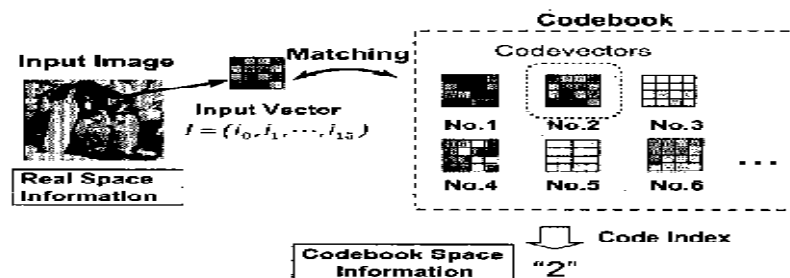 Codebook
Input Image
Matching
Codevectors
Input Vector
I = (i0, i1, ..., i15)
No.1
No.2
No.3
No.4
No.5
No.6
...
Real Space
Information
Code Index
Codebook Space
Information
"2"